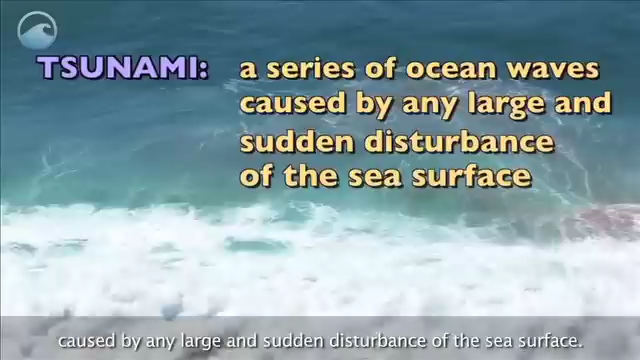 TSUNAMI: a series of ocean waves
caused by any large and
sudden disturbance
of the sea surface
caused by any large and sudden disturbance of the sea surface.